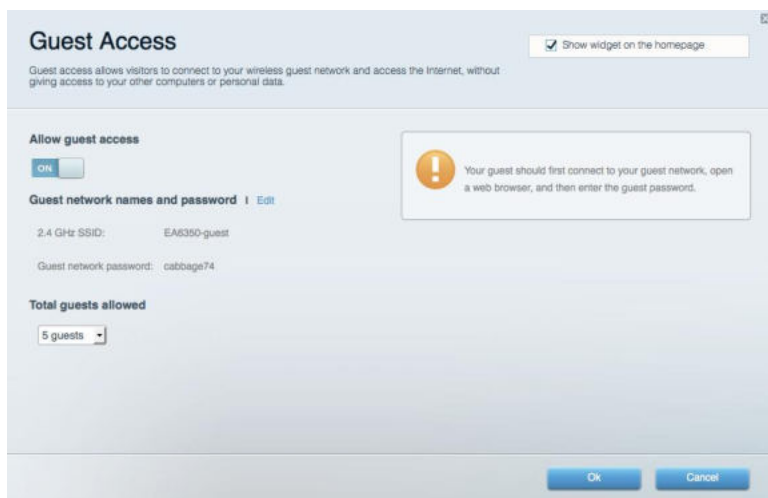 Guest Access
Show widget on the homepage
Guest access allows visitors to connect to your wireless guest network and access the Internet, without
giving access to your other computers or personal data.
Allow guest access
ON
Your guest should first connect to your guest network, open
a web browser, and then enter the guest password.
Guest network names and password | Edit
2.4 GHz SSID: EA6350-guest
Guest network password: cabbage74
Total guests allowed
5 guests
Ok Cancel